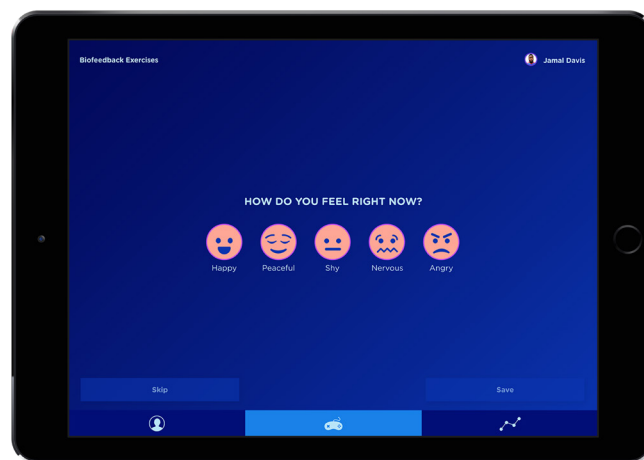 Biofeedback Exercises
Jamal Davis
HOW DO YOU FEEL RIGHT NOW?
Happy Peaceful Shy Nervous Angry
Skip Save